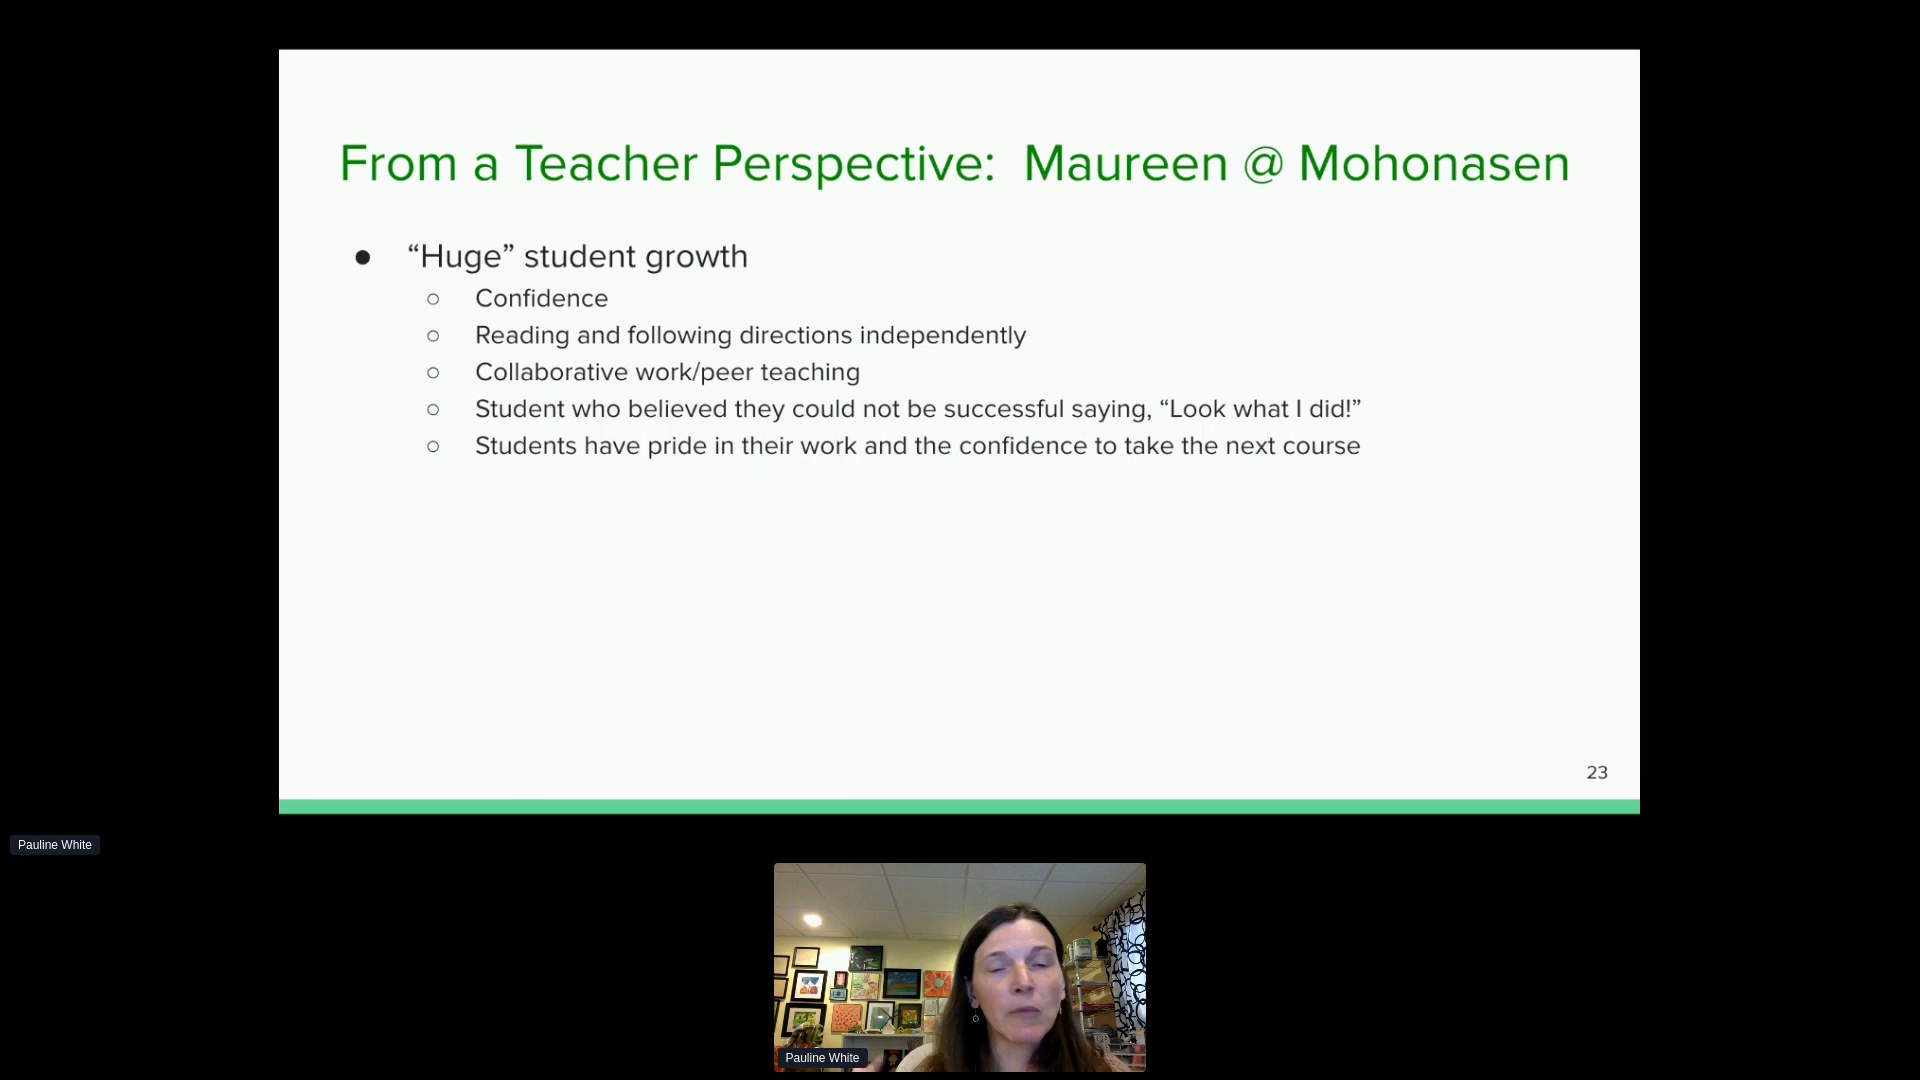 From a Teacher Perspective:  Maureen @ Mohonasen
● “Huge” student growth
○ Confidence
○ Reading and following directions independently
○ Collaborative work/peer teaching
○ Student who believed they could not be successful saying, “Look what I did!”
○ Students have pride in their work and the confidence to take the next course
23
Pauline White
Pauline White